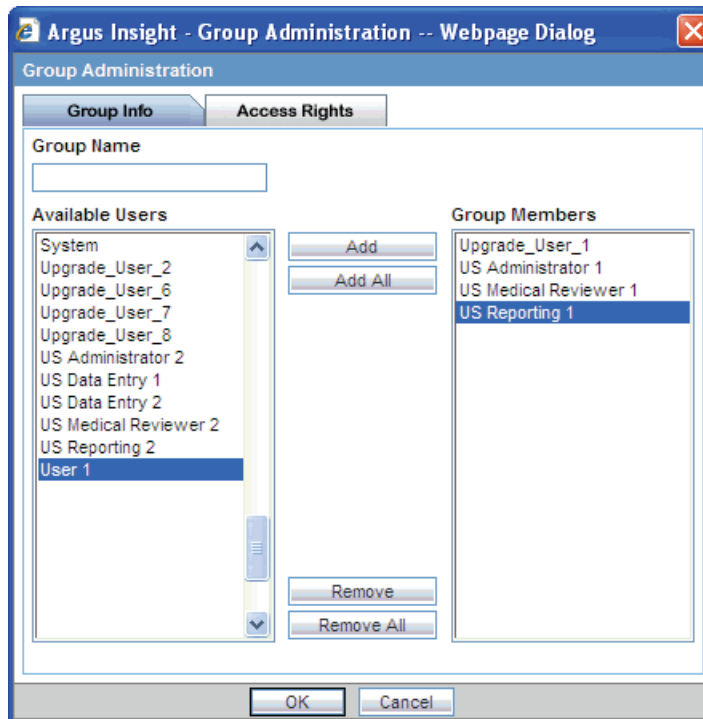 Argus Insight - Group Administration -- Webpage Dialog
Group Administration
Group Info
Access Rights
Group Name
Available Users
System
Upgrade_User_2
Upgrade_User_6
Upgrade_User_7
Upgrade_User_8
US Administrator 2
US Data Entry 1
US Data Entry 2
US Medical Reviewer 2
US Reporting 2
User 1
Add
Add All
Remove
Remove All
Group Members
Upgrade_User_1
US Administrator 1
US Medical Reviewer 1
US Reporting 1
OK
Cancel